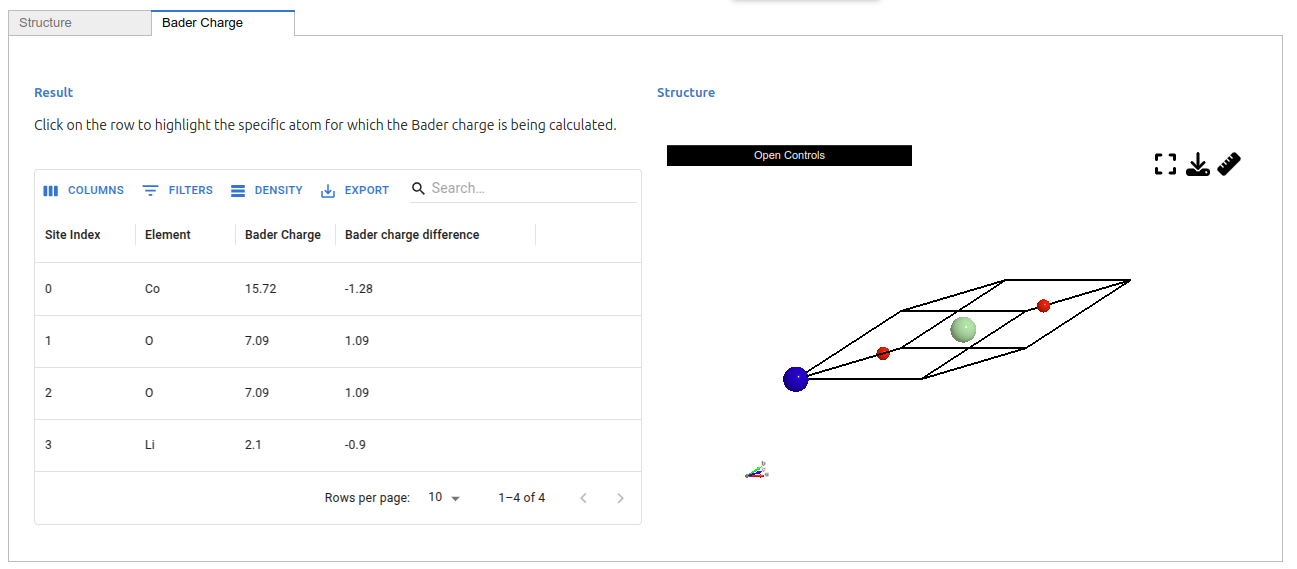 Structure Bader Charge
Result
Click on the row to highlight the specific atom for which the Bader charge is being calculated.
COLUMNS FILTERS DENSITY EXPORT Search…
Site Index Element Bader Charge Bader charge difference
0 Co 15.72 -1.28
1 O 7.09 1.09
2 O 7.09 1.09
3 Li 2.1 -0.9
Rows per page: 10 1–4 of 4
Structure
Open Controls